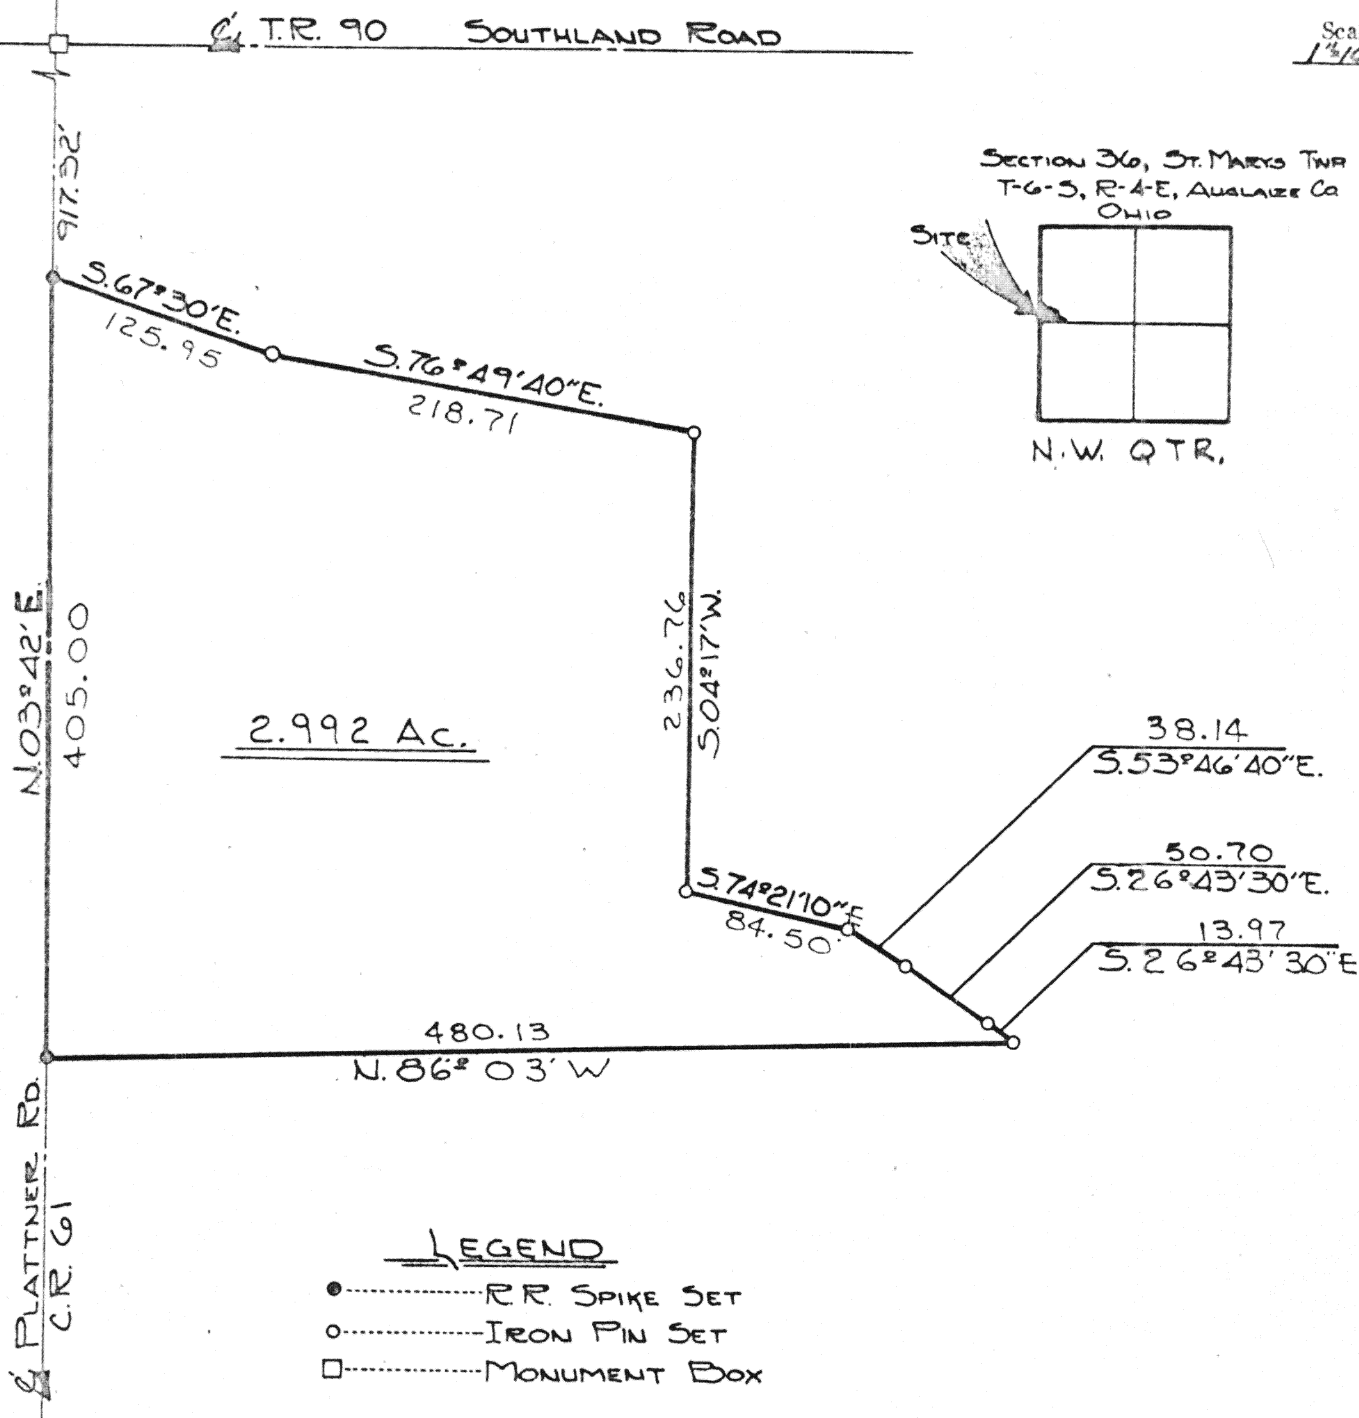 ℄ T.R. 90 SOUTHLAND ROAD
917.32'
SECTION 36, ST. MARYS TWP
T-6-S, R-4-E, AUGLAIZE CO
OHIO
SITE
N.W. QTR.
S.67°30'E.
125.95
S.76°49'40"E.
218.71
N.03°42'E.
405.00
236.76
S.04°17'W.
2.992 AC.
38.14
S.53°46'40"E.
50.70
S.26°43'30"E.
13.97
S.26°43'30"E
S.74°21'10"E
84.50'
480.13
N.86°03'W
℄ PLATTNER RD.
C.R. 61
LEGEND
R.R. SPIKE SET
IRON PIN SET
MONUMENT BOX